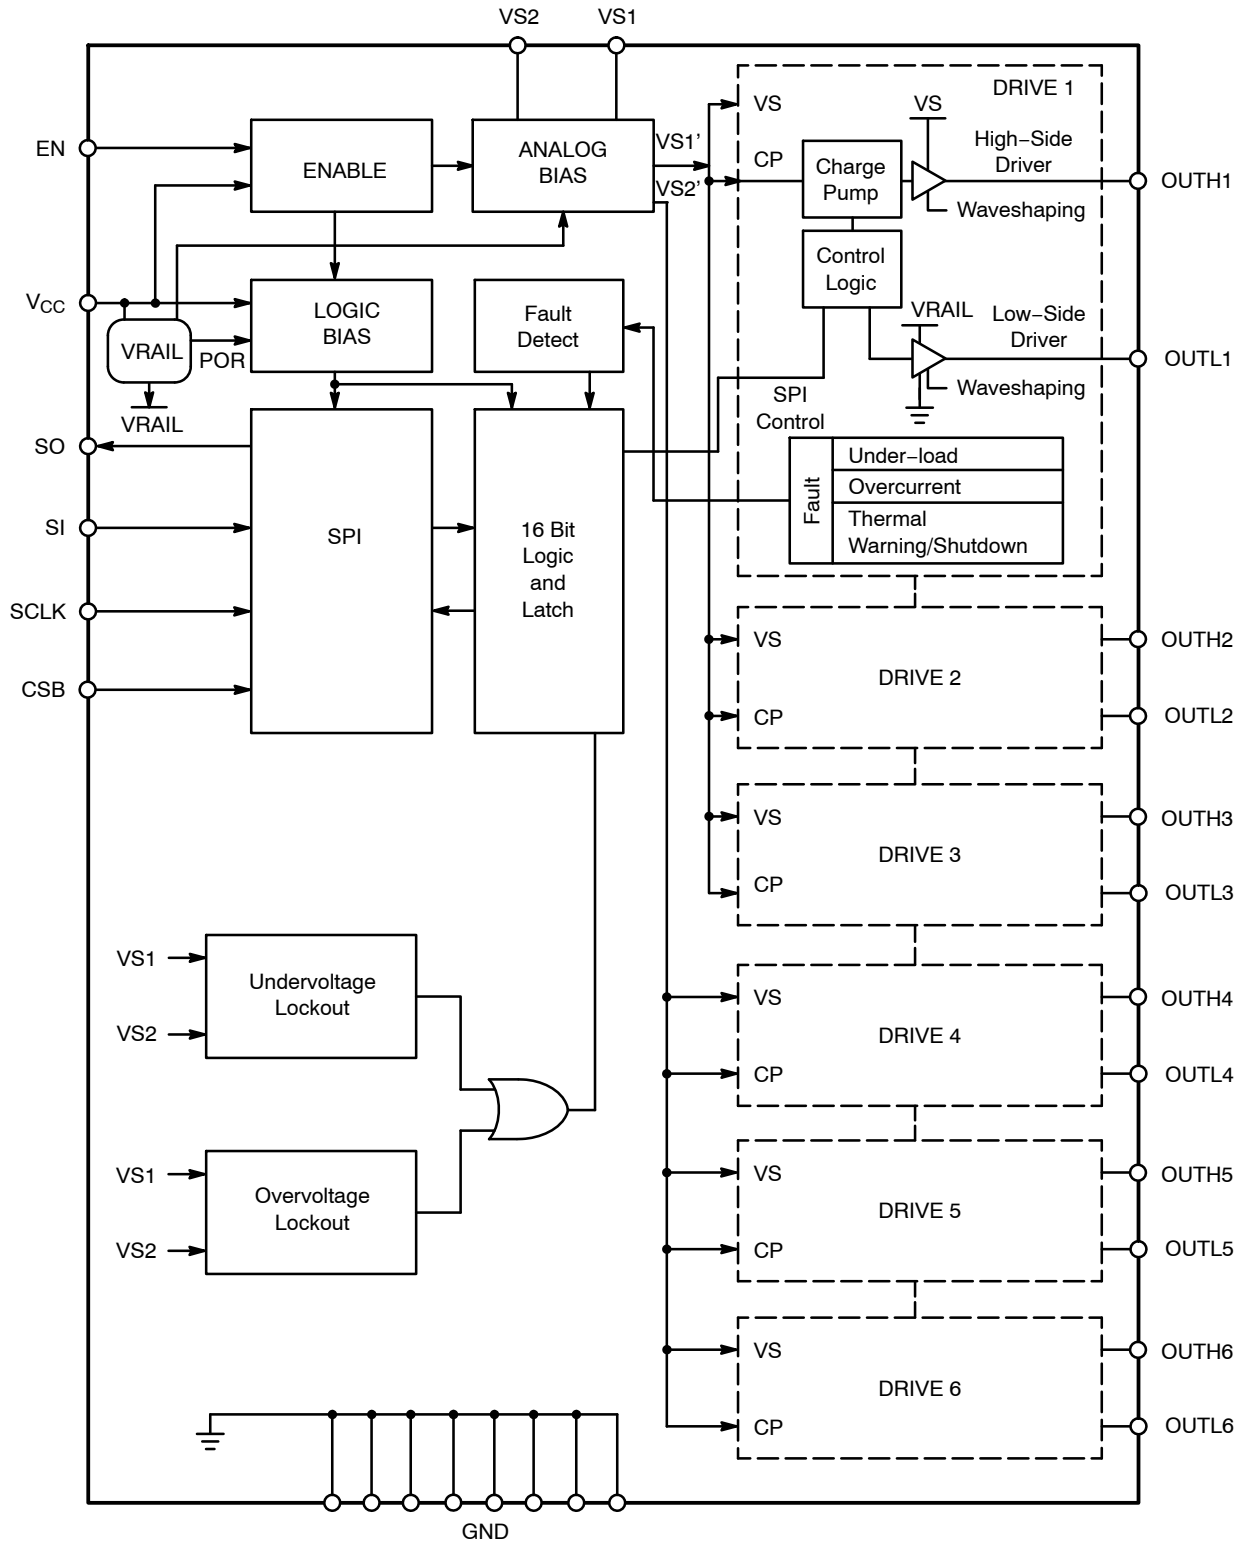 VS2
VS1
EN
ENABLE
ANALOG
BIAS
VS1’
VS2’
VCC
VRAIL
POR
VRAIL
LOGIC
BIAS
Fault
Detect
SO
SI
SCLK
CSB
SPI
16 Bit
Logic
and
Latch
DRIVE 1
VS
CP
Charge
Pump
VS
High−Side
Driver
Waveshaping
OUTH1
Control
Logic
VRAIL
Low−Side
Driver
Waveshaping
OUTL1
SPI
Control
Fault
Under−load
Overcurrent
Thermal
Warning/Shutdown
VS
DRIVE 2
CP
OUTH2
OUTL2
VS
DRIVE 3
CP
OUTH3
OUTL3
VS1
VS2
Undervoltage
Lockout
VS
DRIVE 4
CP
OUTH4
OUTL4
VS1
VS2
Overvoltage
Lockout
VS
DRIVE 5
CP
OUTH5
OUTL5
VS
DRIVE 6
CP
OUTH6
OUTL6
GND